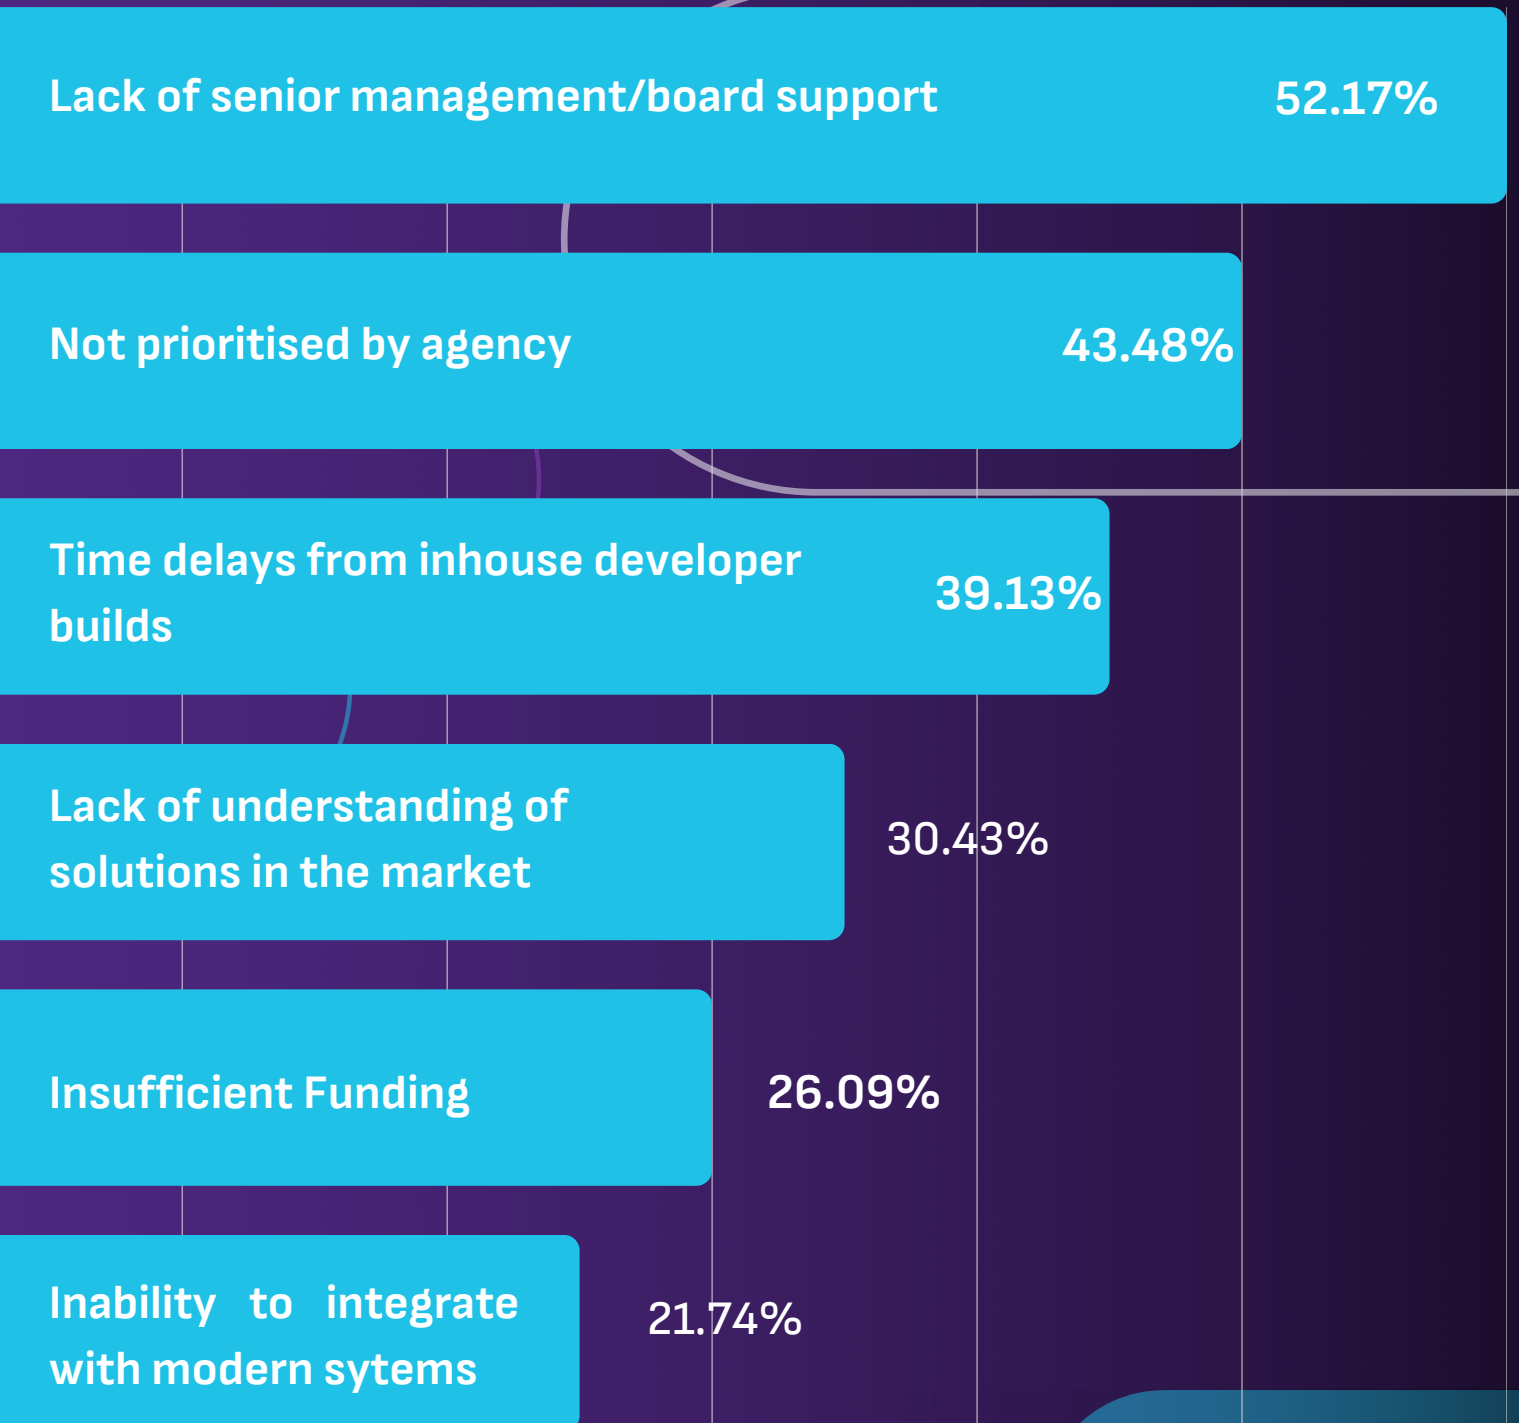 Lack of senior management/board support
52.17%
Not prioritised by agency
43.48%
Time delays from inhouse developer
builds
39.13%
Lack of understanding of
solutions in the market
30.43%
Insufficient Funding
26.09%
Inability to integrate
with modern sytems
21.74%